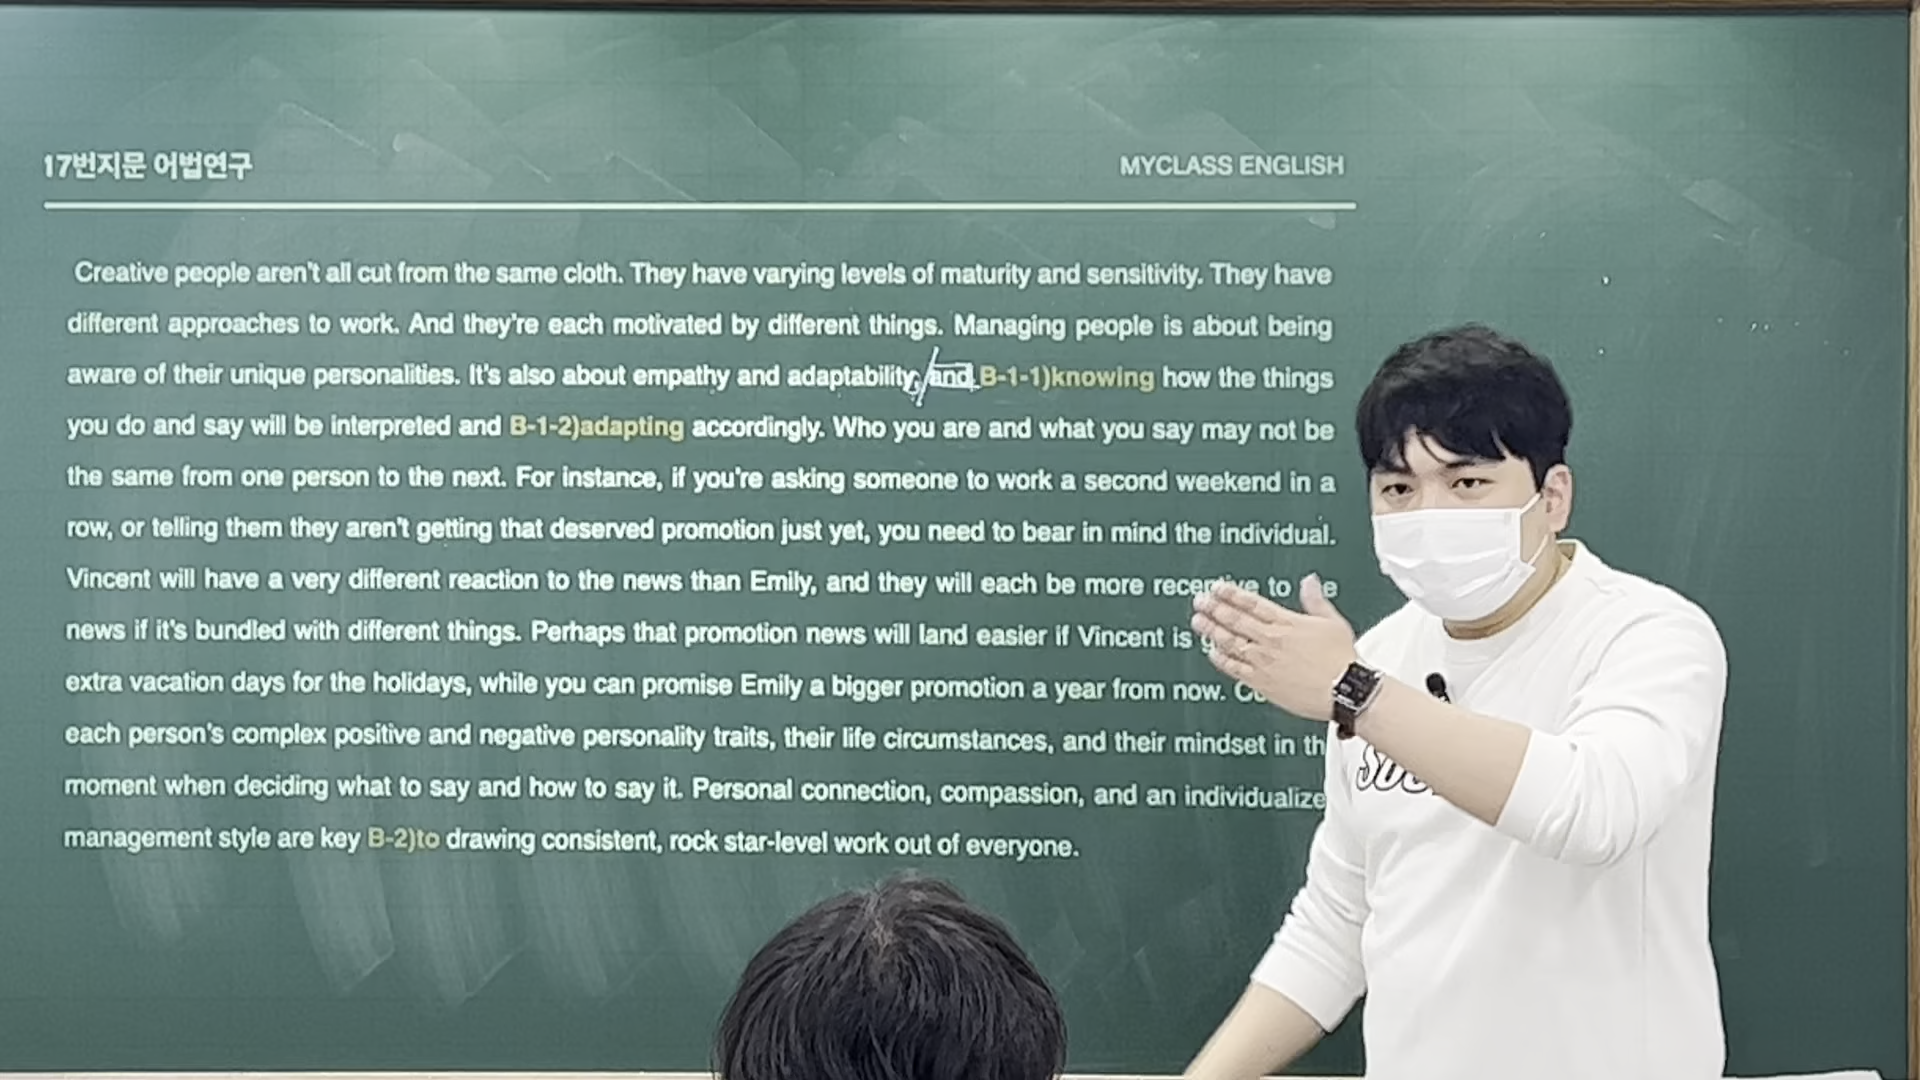 17번지문 어법연구 MYCLASS ENGLISH
Creative people aren't all cut from the same cloth. They have varying levels of maturity and sensitivity. They have
different approaches to work. And they're each motivated by different things. Managing people is about being
aware of their unique personalities. It's also about empathy and adaptability, and B-1-1)knowing how the things
you do and say will be interpreted and B-1-2)adapting accordingly. Who you are and what you say may not be
the same from one person to the next. For instance, if you're asking someone to work a second weekend in a
row, or telling them they aren't getting that deserved promotion just yet, you need to bear in mind the individual.
Vincent will have a very different reaction to the news than Emily, and they will each be more receptive to
news if it's bundled with different things. Perhaps that promotion news will land easier if Vincent is
extra vacation days for the holidays, while you can promise Emily a bigger promotion a year from now.
each person's complex positive and negative personality traits, their life circumstances, and their mindset in
moment when deciding what to say and how to say it. Personal connection, compassion, and an individualize
management style are key B-2)to drawing consistent, rock star-level work out of everyone.